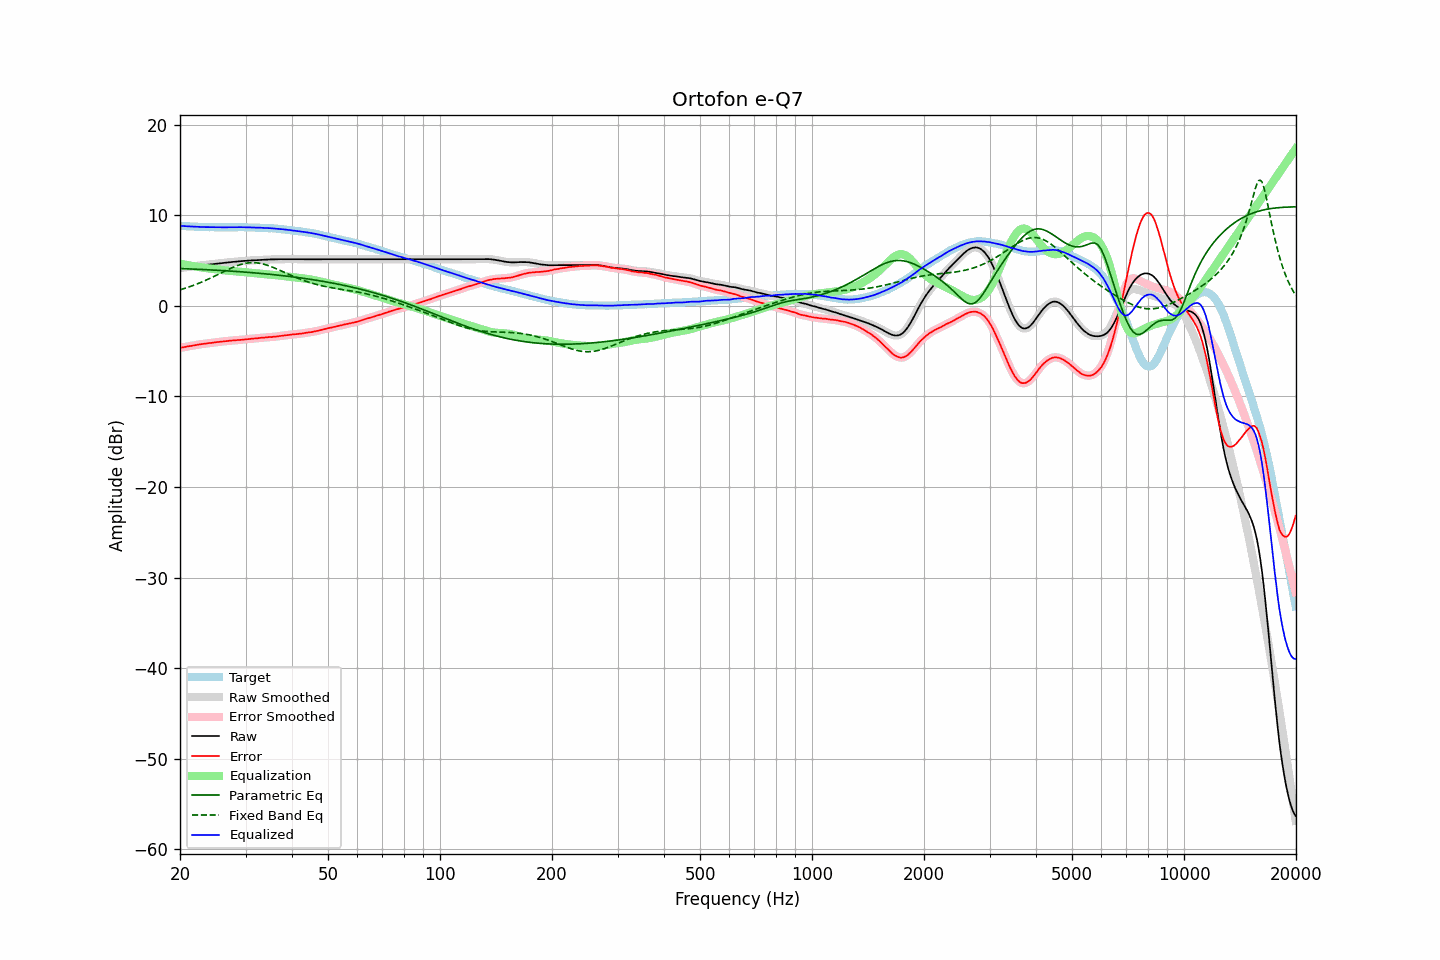 Ortofon e-Q7
20
10
0
−10
−20
−30
−40
−50
−60
Amplitude (dBr)
Target
Raw Smoothed
Error Smoothed
Raw
Error
Equalization
Parametric Eq
Fixed Band Eq
Equalized
20 50 100 200 500 1000 2000 5000 10000 20000
Frequency (Hz)